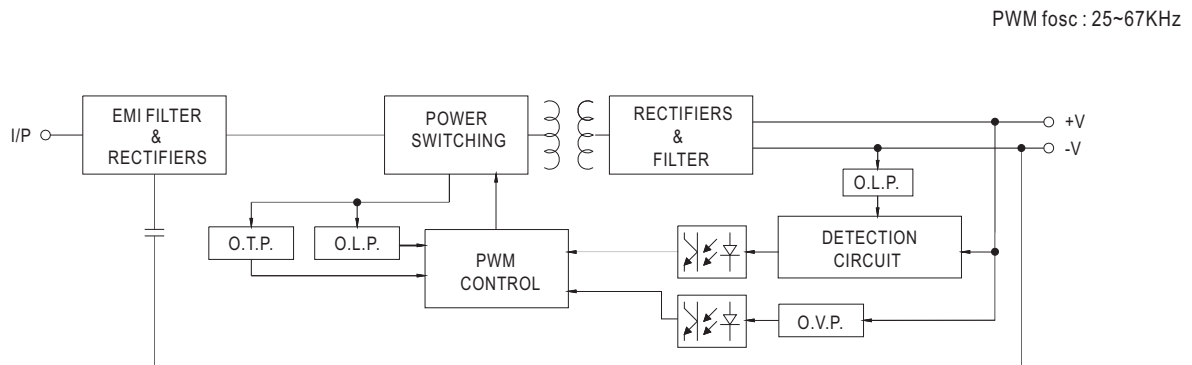 PWM fosc : 25~67KHz
I/P
EMI FILTER
&
RECTIFIERS
POWER
SWITCHING
RECTIFIERS
&
FILTER
+V
-V
O.L.P.
O.T.P.
O.L.P.
PWM
CONTROL
DETECTION
CIRCUIT
O.V.P.